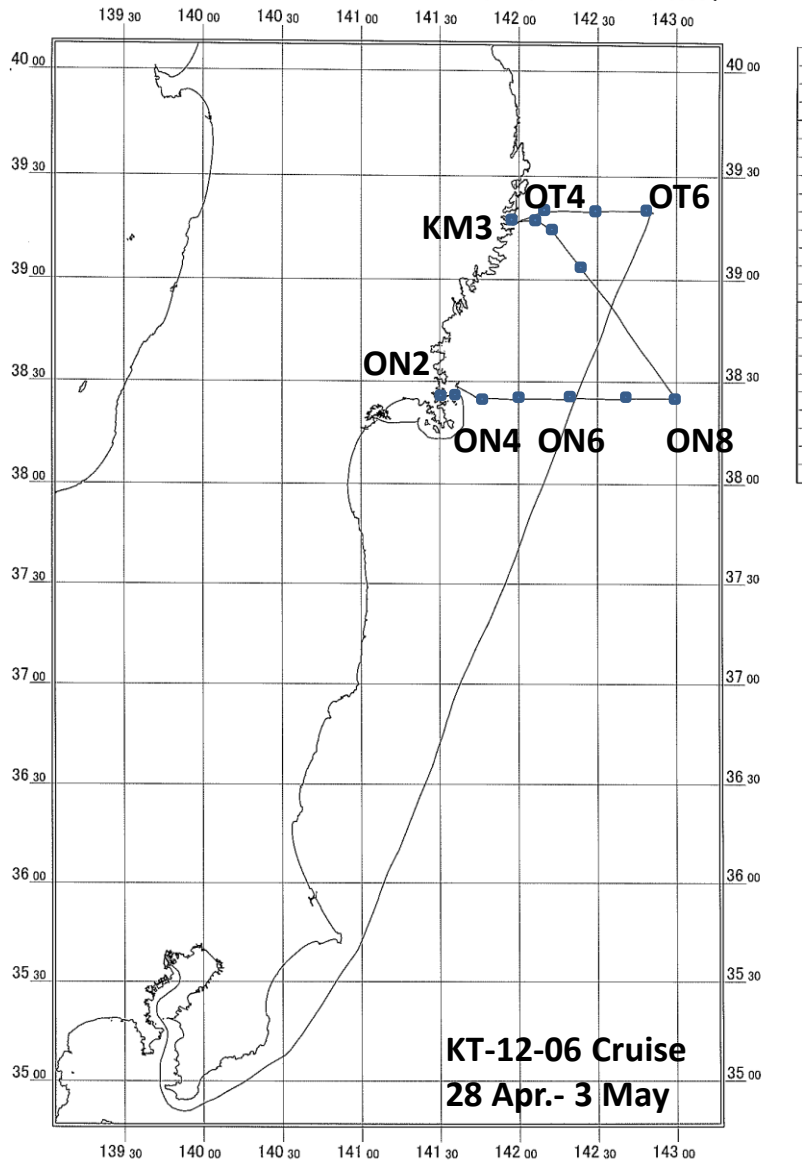 139 30 140 00 140 30 141 00 141 30 142 00 142 30 143 00
40 00 40 00
39 30 39 30
OT4 OT6
KM3
39 00 39 00
38 30 38 30
ON2
ON4 ON6 ON8
38 00 38 00
37 30 37 30
37 00 37 00
36 30 36 30
36 00 36 00
35 30 35 30
KT-12-06 Cruise
35 00 35 00
28 Apr.- 3 May
139 30 140 00 140 30 141 00 141 30 142 00 142 30 143 00